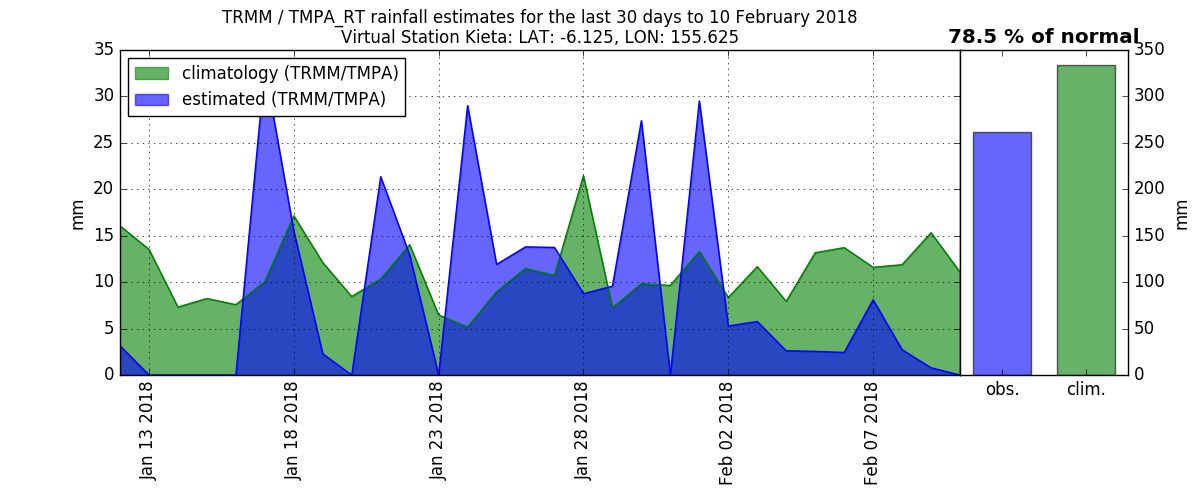 TRMM / TMPA_RT rainfall estimates for the last 30 days to 10 February 2018
Virtual Station Kieta: LAT: -6.125, LON: 155.625
78.5 % of normal
climatology (TRMM/TMPA)
estimated (TRMM/TMPA)
35
30
25
20
15
10
5
0
mm
Jan 13 2018
Jan 18 2018
Jan 23 2018
Jan 28 2018
Feb 02 2018
Feb 07 2018
350
300
250
200
150
100
50
0
mm
obs.
clim.